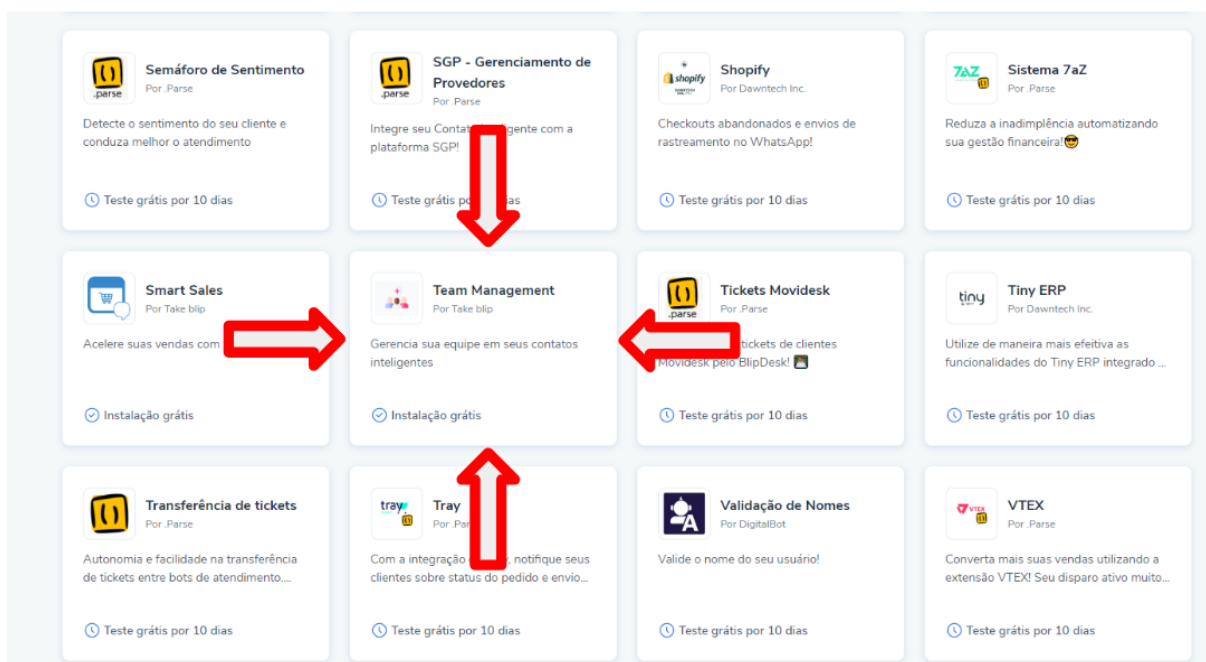 Semáforo de Sentimento
Por .Parse
Detecte o sentimento do seu cliente e
conduza melhor o atendimento
Teste grátis por 10 dias
SGP - Gerenciamento de
Provedores
Por .Parse
Integre seu Contato Inteligente com a
plataforma SGP!
Teste grátis por dias
Shopify
Por Dawntech Inc.
Checkouts abandonados e envios de
rastreamento no WhatsApp!
Teste grátis por 10 dias
Sistema 7aZ
Por .Parse
Reduza a inadimplência automatizando
sua gestão financeira!😎
Teste grátis por 10 dias
Smart Sales
Por Take blip
Acelere suas vendas com
Instalação grátis
Team Management
Por Take blip
Gerencia sua equipe em seus contatos
inteligentes
Instalação grátis
Tickets Movidesk
Por .Parse
tickets de clientes
Movidesk pelo BlipDesk!
Teste grátis por 10 dias
Tiny ERP
Por Dawntech Inc.
Utilize de maneira mais efeitiva as
funcionalidades do Tiny ERP integrado ...
Teste grátis por 10 dias
Transferência de tickets
Por .Parse
Autonomia e facilidade na transferência
de tickets entre bots de atendimento....
Teste grátis por 10 dias
Tray
Por .Par
Com a integração , notifique seus
clientes sobre status do pedido e envio...
Teste grátis por 10 dias
Validação de Nomes
Por DigitalBot
Valide o nome do seu usuário!
Teste grátis por 10 dias
VTEX
Por .Parse
Converta mais suas vendas utilizando a
extensão VTEX! Seu disparo ativo muito...
Teste grátis por 10 dias